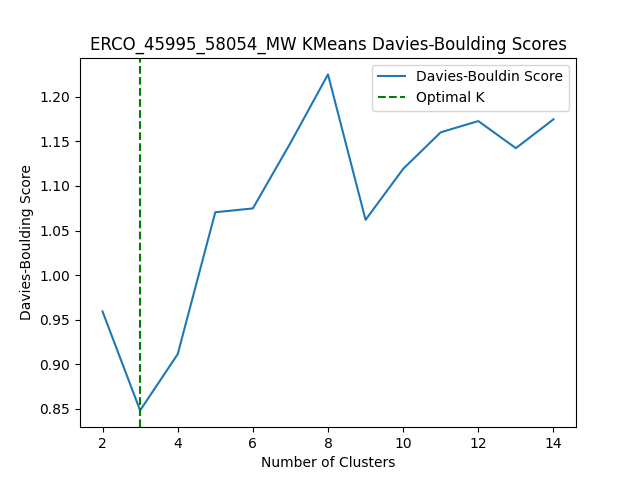 ERCO_45995_58054_MW KMeans Davies-Boulding Scores
Davies-Bouldin Score
Optimal K
Davies-Boulding Score
1.20
1.15
1.10
1.05
1.00
0.95
0.90
0.85
2 4 6 8 10 12 14
Number of Clusters